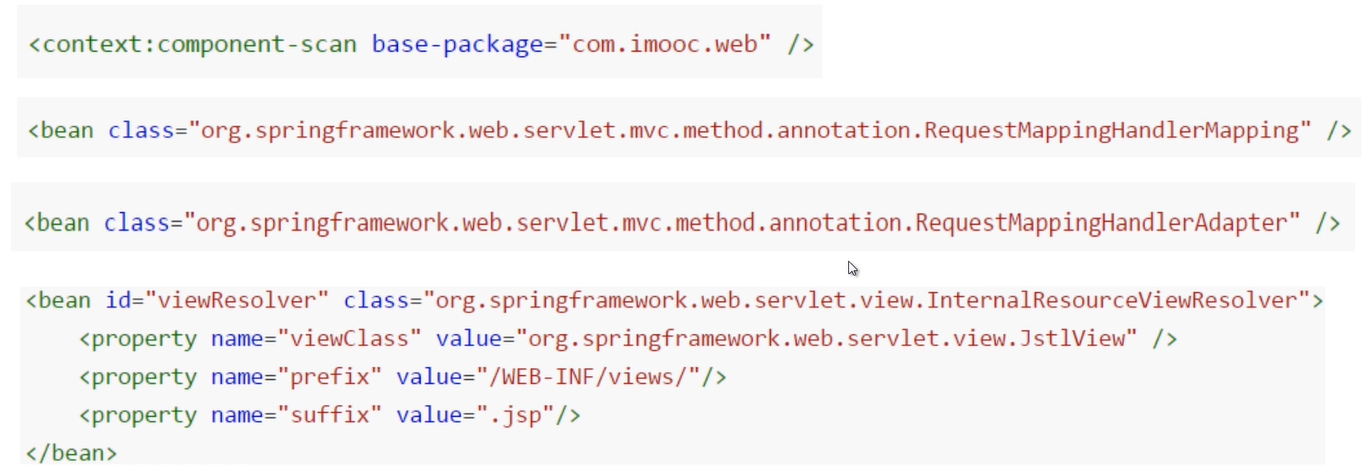 <context:component-scan base-package="com.imooc.web" />
<bean class="org.springframework.web.servlet.mvc.method.annotation.RequestMappingHandlerMapping" />
<bean class="org.springframework.web.servlet.mvc.method.annotation.RequestMappingHandlerAdapter" />
<bean id="viewResolver" class="org.springframework.web.servlet.view.InternalResourceViewResolver">
    <property name="viewClass" value="org.springframework.web.servlet.view.JstlView" />
    <property name="prefix" value="/WEB-INF/views/"/>
    <property name="suffix" value=".jsp"/>
</bean>